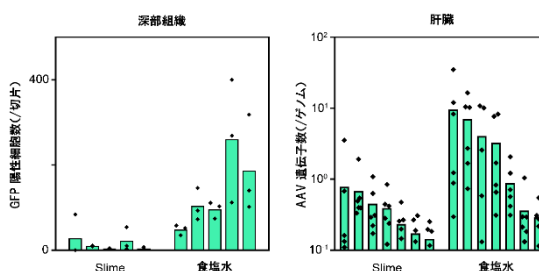 深部組織
GFP 陽性細胞数(/切片)
400
0
Slime
食塩水
肝臓
AAV 遺伝子数(/ゲノム)
10¹
10⁰
10⁻¹
Slime
食塩水